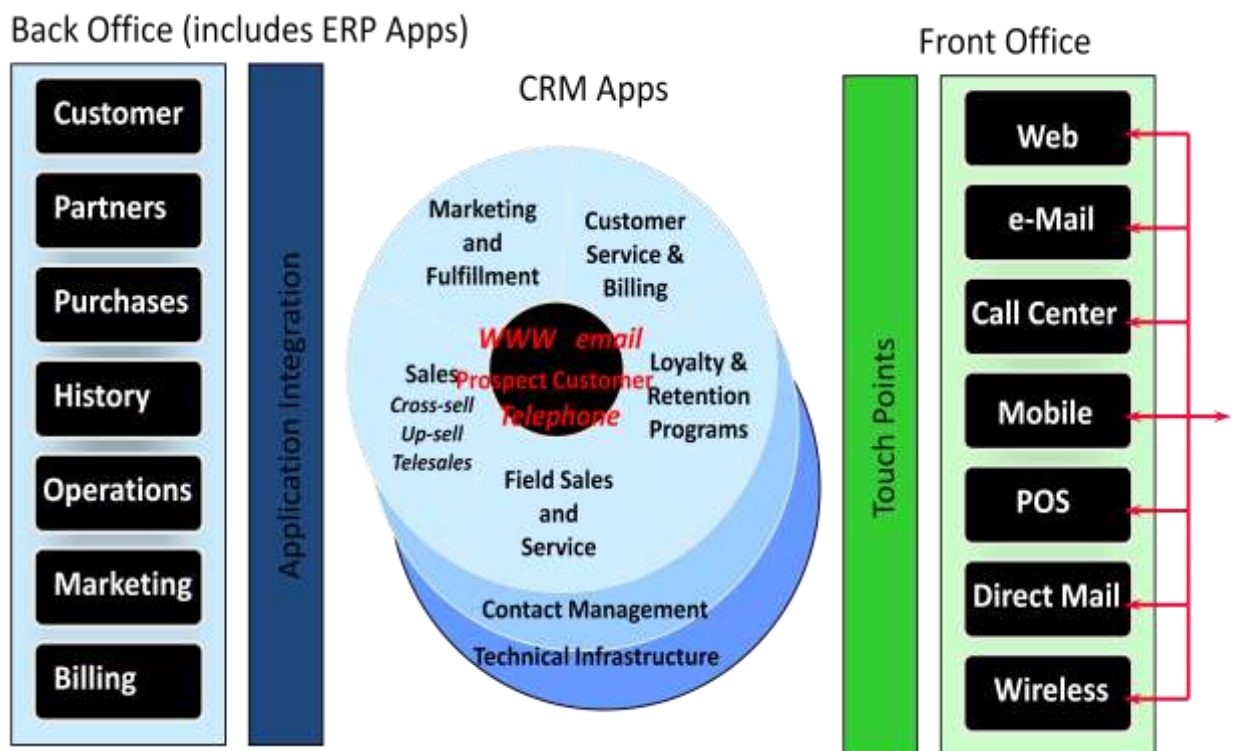 Back Office (includes ERP Apps)
Customer
Partners
Purchases
History
Operations
Marketing
Billing
Application Integration
CRM Apps
Marketing
and
Fulfillment
Customer
Service &
Billing
WWW email
Prospect Customer
Telephone
Sales
Cross-sell
Up-sell
Telesales
Loyalty &
Retention
Programs
Field Sales
and
Service
Contact Management
Technical Infrastructure
Touch Points
Front Office
Web
e-Mail
Call Center
Mobile
POS
Direct Mail
Wireless